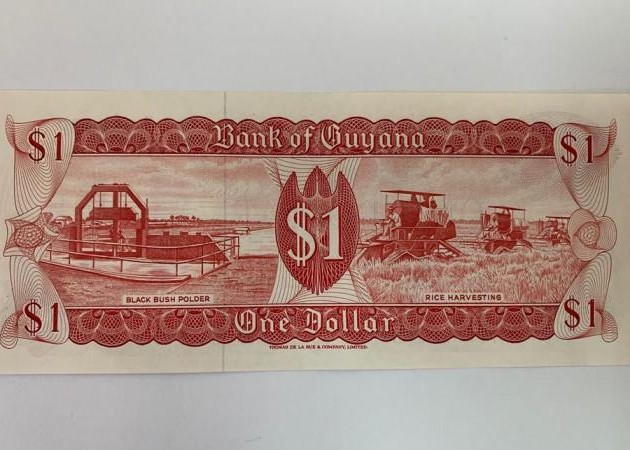 $1
Bank of Guyana
$1
$1
BLACK BUSH POLDER
RICE HARVESTING
$1
One Dollar
$1
THOMAS DE LA RUE & COMPANY, LIMITED.